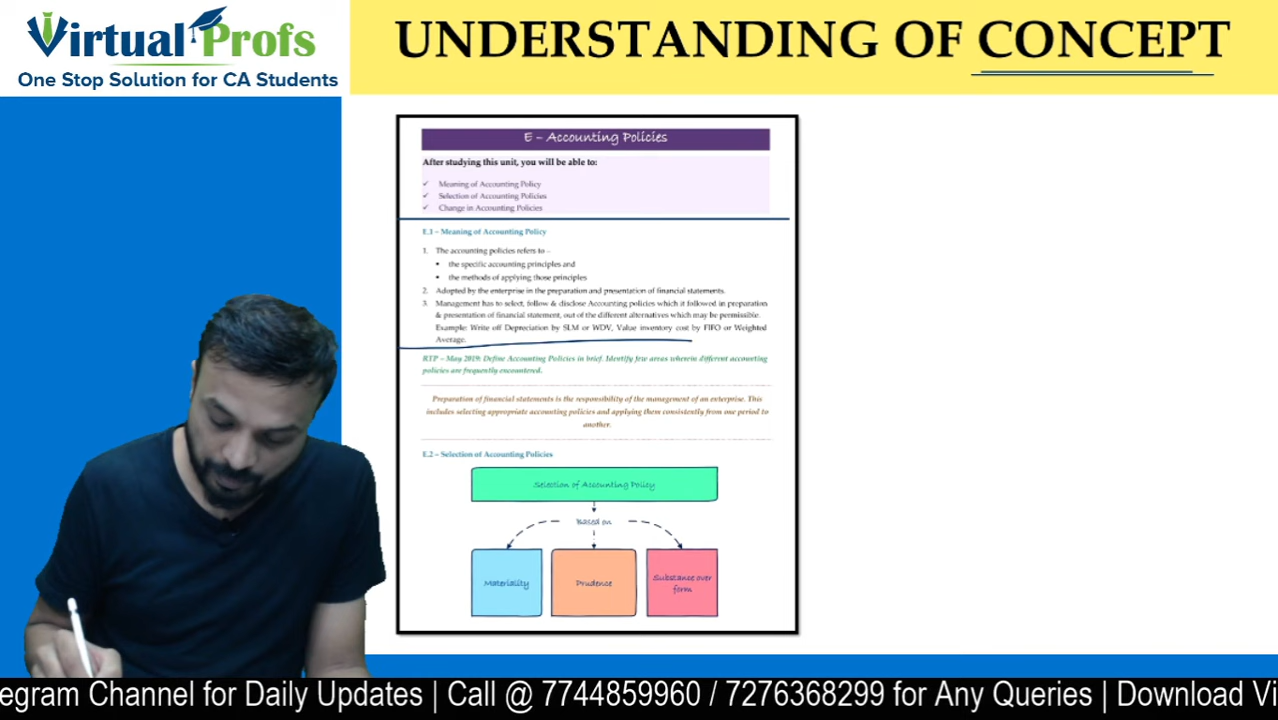 Virtual Profs
One Stop Solution for CA Students
UNDERSTANDING OF CONCEPT
E – Accounting Policies
After studying this unit, you will be able to:
✓ Meaning of Accounting Policy
✓ Selection of Accounting Policies
✓ Change in Accounting Policies
E.1 – Meaning of Accounting Policy
1. The accounting policies refers to –
▪ the specific accounting principles and
▪ the methods of applying those principles
2. Adopted by the enterprise in the preparation and presentation of financial statements.
3. Management has to select, follow & disclose Accounting policies which it followed in preparation
& presentation of financial statement, out of the different alternatives which may be permissible.
Example: Write off Depreciation by SLM or WDV, Value inventory cost by FIFO or Weighted
Average.
RTP – May 2019: Define Accounting Policies in brief. Identify few areas wherein different accounting
policies are frequently encountered.
Preparation of financial statements is the responsibility of the management of an enterprise. This
includes selecting appropriate accounting policies and applying them consistently from one period to
another.
E.2 – Selection of Accounting Policies
Selection of Accounting Policy
Based on
Materiality
Prudence
Substance over
form
egram Channel for Daily Updates | Call @ 7744859960 / 7276368299 for Any Queries | Download Vi